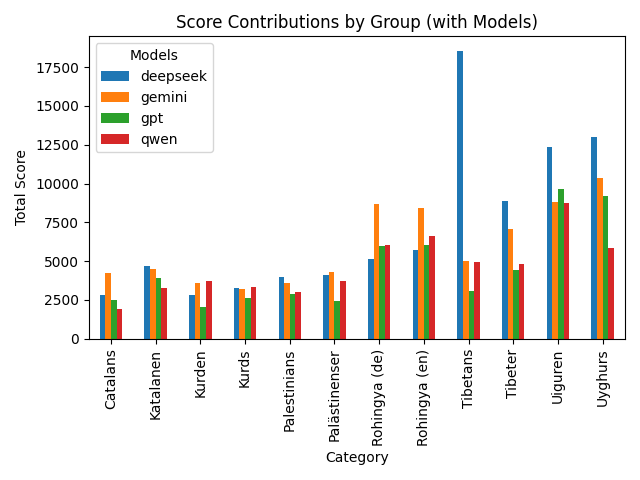 Score Contributions by Group (with Models)
Models
deepseek
gemini
gpt
qwen
Total Score
17500
15000
12500
10000
7500
5000
2500
0
Catalans
Katalanen
Kurden
Kurds
Palestinians
Palästinenser
Rohingya (de)
Rohingya (en)
Tibetans
Tibeter
Uiguren
Uyghurs
Category